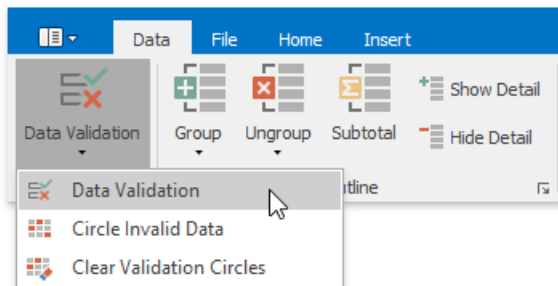 Data File Home Insert
Show Detail
Data Validation Group Ungroup Subtotal
Hide Detail
Data Validation
Circle Invalid Data
Clear Validation Circles